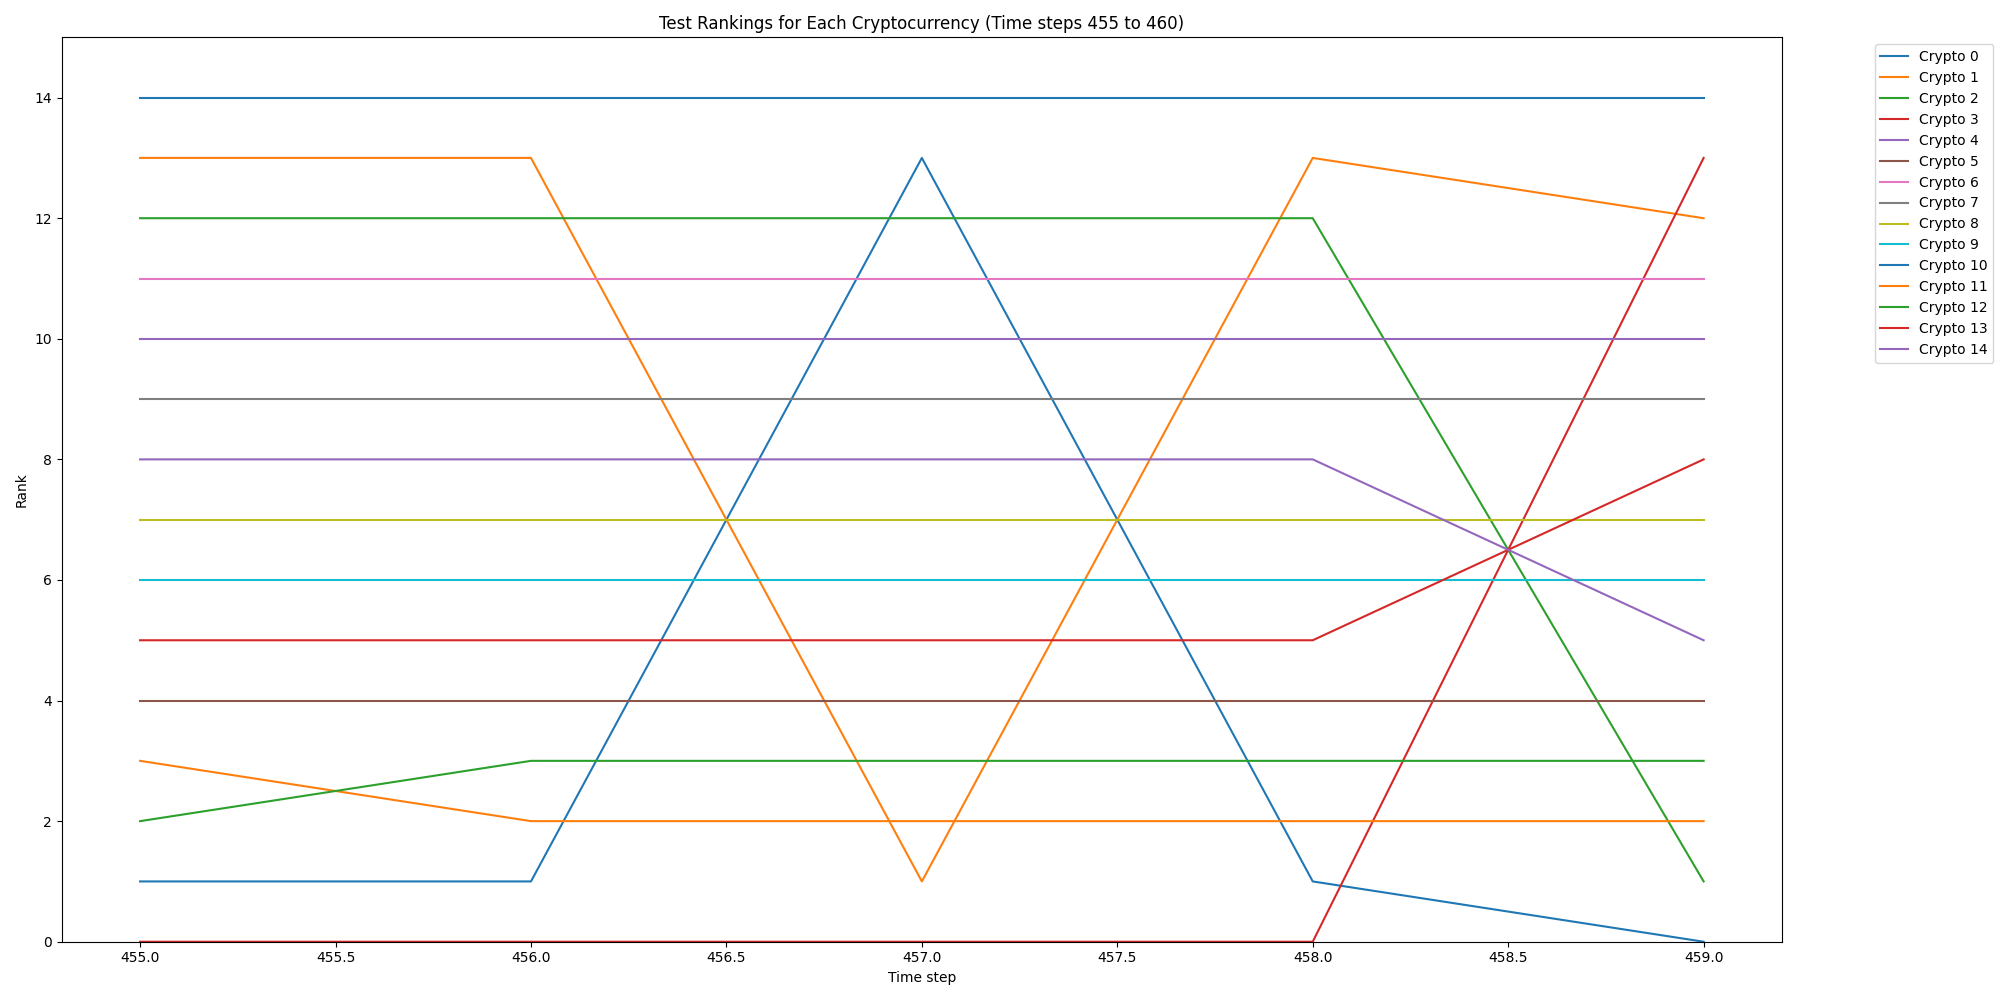 Test Rankings for Each Cryptocurrency (Time steps 455 to 460)
Crypto 0
Crypto 1
Crypto 2
Crypto 3
Crypto 4
Crypto 5
Crypto 6
Crypto 7
Crypto 8
Crypto 9
Crypto 10
Crypto 11
Crypto 12
Crypto 13
Crypto 14
14
12
10
8
6
4
2
0
Rank
455.0 455.5 456.0 456.5 457.0 457.5 458.0 458.5 459.0
Time step